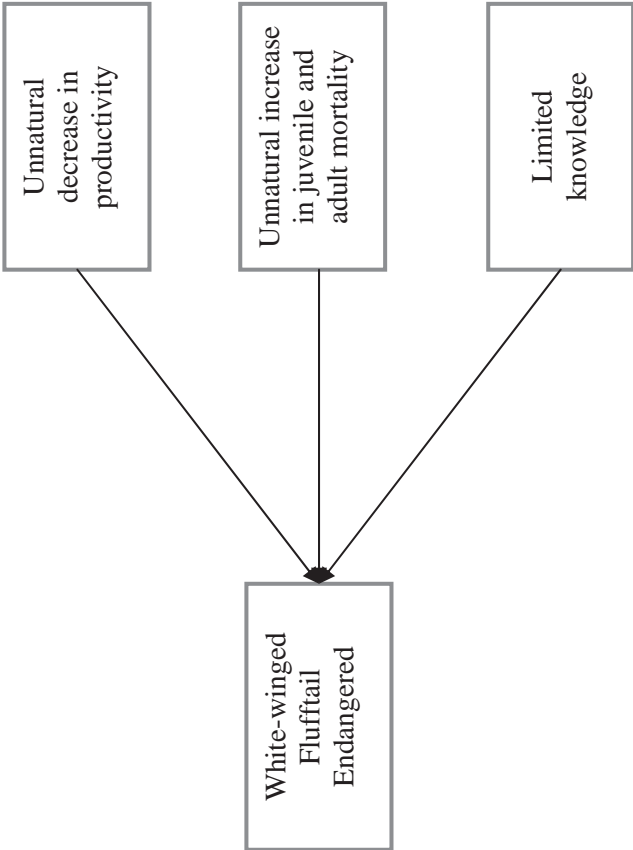 White-winged
Flufftail
Endangered
Unnatural
decrease in
productivity
Unnatural increase
in juvenile and
adult mortality
Limited
knowledge